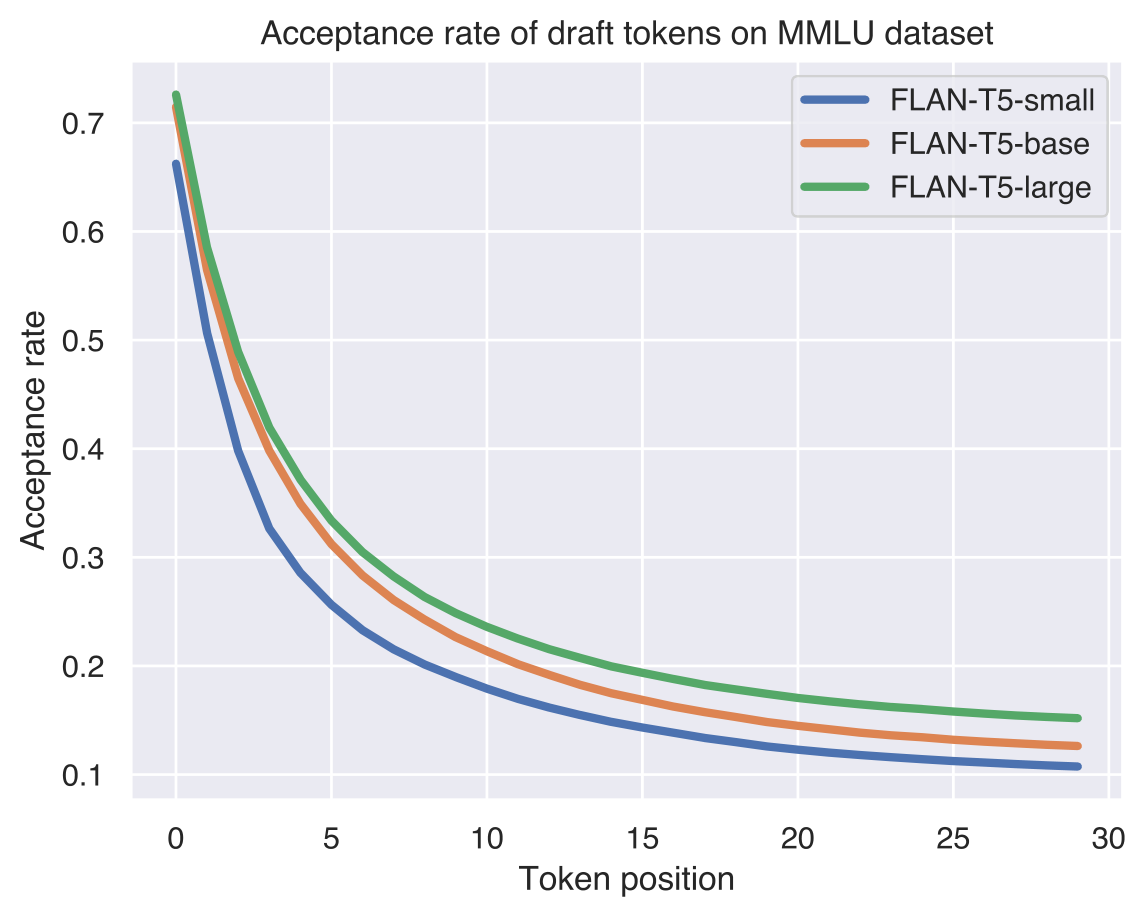 Acceptance rate of draft tokens on MMLU dataset
FLAN-T5-small
FLAN-T5-base
FLAN-T5-large
Acceptance rate
0.7
0.6
0.5
0.4
0.3
0.2
0.1
0 5 10 15 20 25 30
Token position